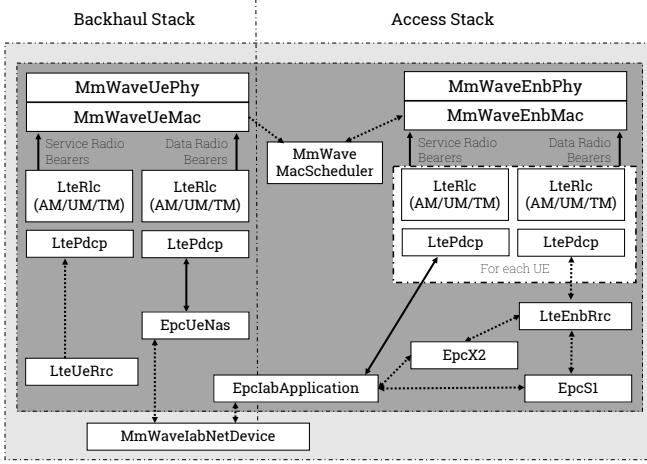 Backhaul Stack
Access Stack
MmWaveUePhy
MmWaveUeMac
Service Radio
Bearers
Data Radio
Bearers
LteRlc
(AM/UM/TM)
LteRlc
(AM/UM/TM)
LtePdcp
LtePdcp
EpcUeNas
LteUeRrc
MmWave
MacScheduler
MmWaveEnbPhy
MmWaveEnbMac
Service Radio
Bearers
Data Radio
Bearers
LteRlc
(AM/UM/TM)
LteRlc
(AM/UM/TM)
LtePdcp
LtePdcp
For each UE
LteEnbRrc
EpcX2
EpcIabApplication
EpcS1
MmWaveIabNetDevice